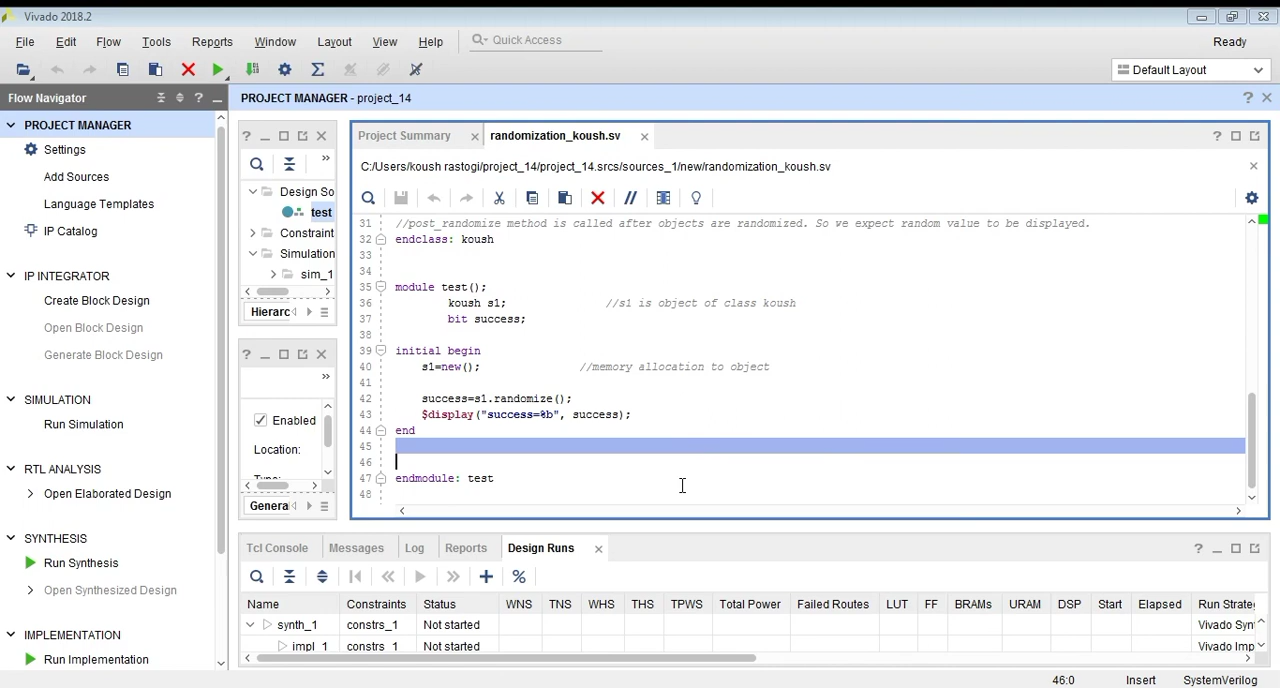 Vivado 2018.2
File Edit Flow Tools Reports Window Layout View Help Quick Access Ready
Default Layout
Flow Navigator
PROJECT MANAGER - project_14
PROJECT MANAGER
Settings
Add Sources
Language Templates
IP Catalog
IP INTEGRATOR
Create Block Design
Open Block Design
Generate Block Design
SIMULATION
Run Simulation
RTL ANALYSIS
Open Elaborated Design
SYNTHESIS
Run Synthesis
Open Synthesized Design
IMPLEMENTATION
Run Implementation
Design So
test
Constraint
Simulation
sim_1
Hierarc
Enabled
Location:
Genera
Project Summary randomization_koush.sv
C:/Users/koush rastogi/project_14/project_14.srcs/sources_1/new/randomization_koush.sv
31 //post_randomize method is called after objects are randomized. So we expect random value to be displayed.
32 endclass: koush
33
34
35 module test();
36 koush s1; //s1 is object of class koush
37 bit success;
38
39 initial begin
40 s1=new(); //memory allocation to object
41
42 success=s1.randomize();
43 $display("success=%b", success);
44 end
45
46
47 endmodule: test
48
Tcl Console Messages Log Reports Design Runs
Name Constraints Status WNS TNS WHS THS TPWS Total Power Failed Routes LUT FF BRAMs URAM DSP Start Elapsed Run Strate
synth_1 constrs_1 Not started Vivado Syn
impl_1 constrs_1 Not started Vivado Imp
46:0 Insert SystemVerilog